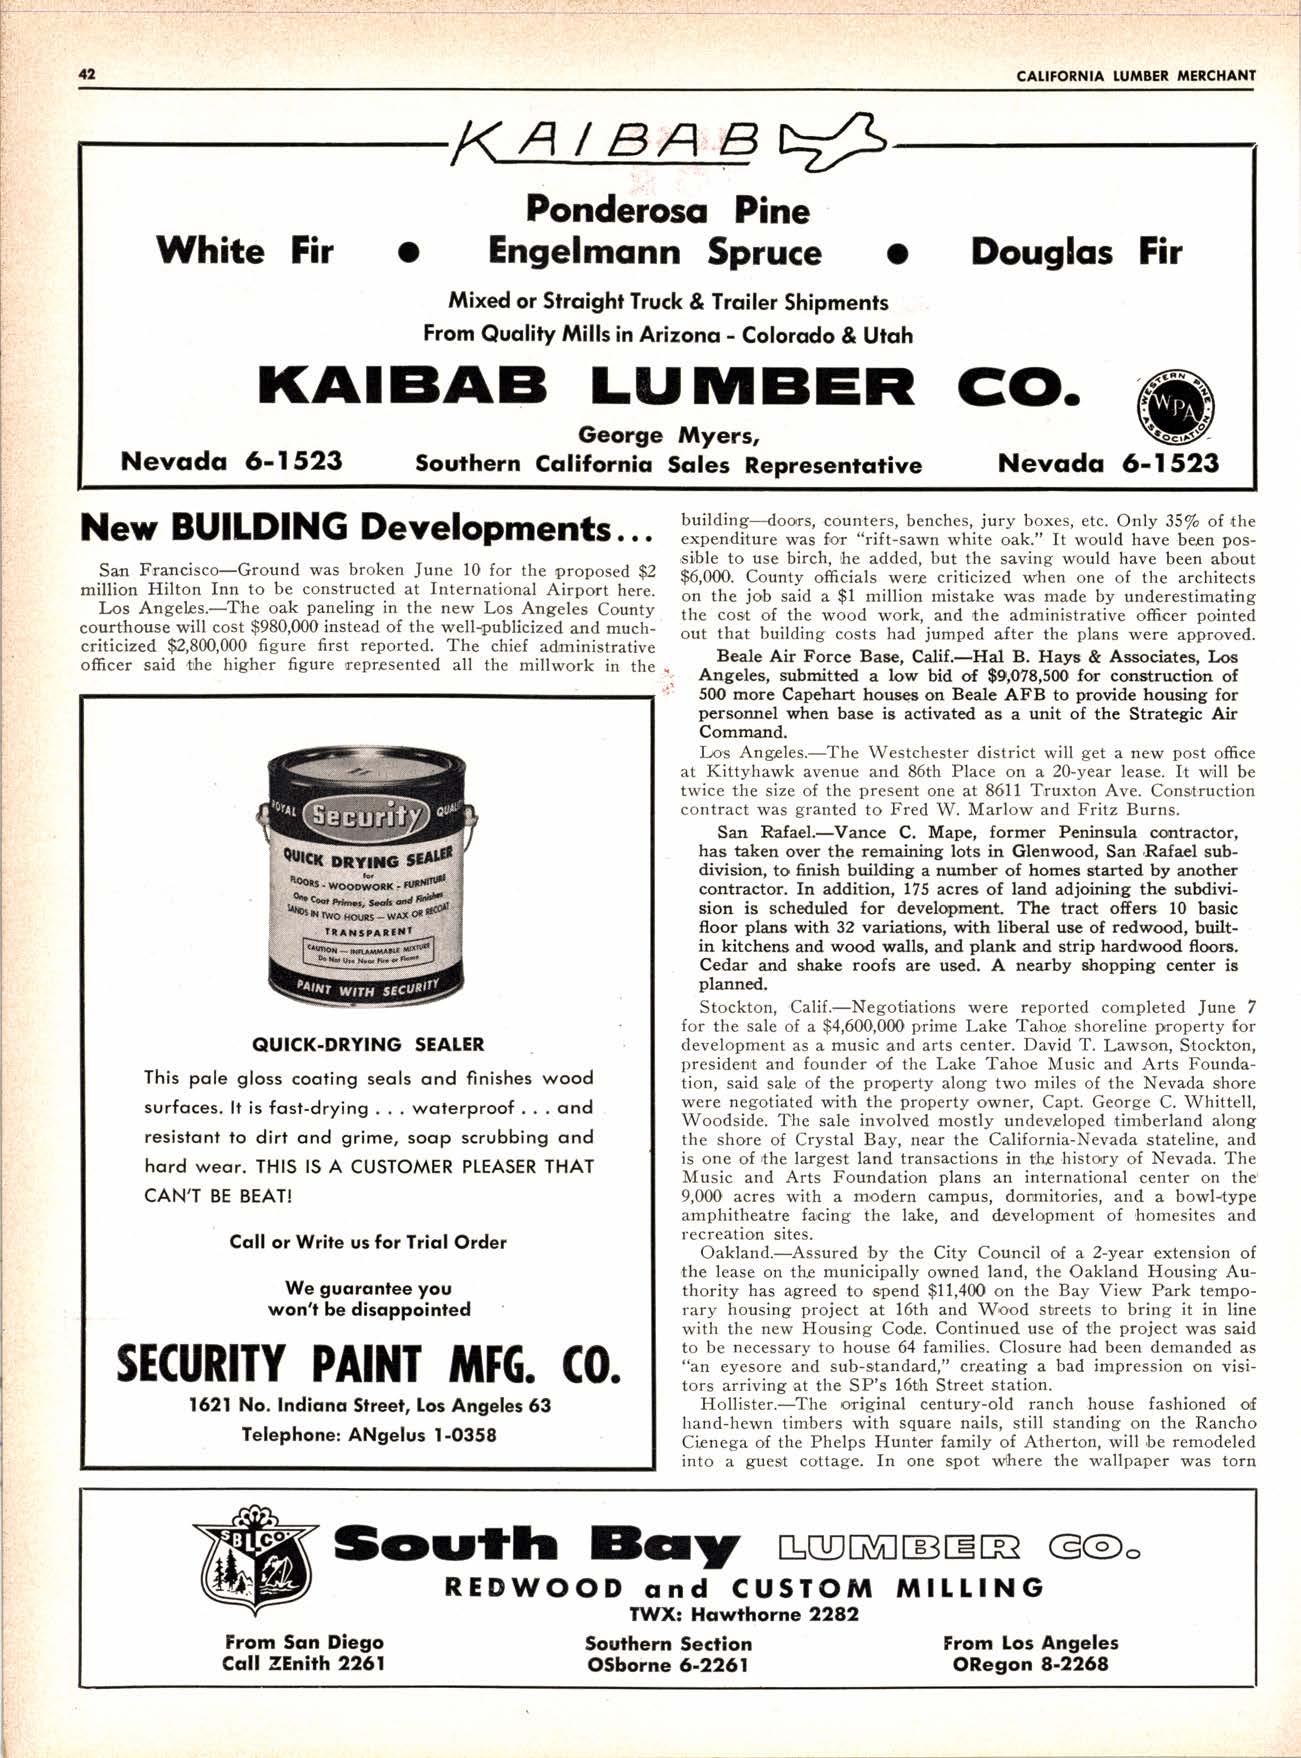 42
CALIFORNIA LUMBER MERCHANT
KAIBAB
Ponderosa Pine
White Fir • Engelmann Spruce • Douglas Fir
Mixed or Straight Truck & Trailer Shipments
From Quality Mills in Arizona - Colorado & Utah
KAIBAB LUMBER CO.
WESTERN PINE
WPA
ASSOCIATION
George Myers,
Nevada 6-1523 Southern California Sales Representative Nevada 6-1523
New BUILDING Developments...
San Francisco—Ground was broken June 10 for the proposed $2
million Hilton Inn to be constructed at International Airport here.
Los Angeles.—The oak paneling in the new Los Angeles County
courthouse will cost $980,000 instead of the well-publicized and much-
criticized $2,800,000 figure first reported. The chief administrative
officer said the higher figure represented all the millwork in the
building—doors, counters, benches, jury boxes, etc. Only 35% of the
expenditure was for "rift-sawn white oak." It would have been pos-
sible to use birch, he added, but the saving would have been about
$6,000. County officials were criticized when one of the architects
on the job said a $1 million mistake was made by underestimating
the cost of the wood work, and the administrative officer pointed
out that building costs had jumped after the plans were approved.
Beale Air Force Base, Calif.—Hal B. Hays & Associates, Los
Angeles, submitted a low bid of $9,078,500 for construction of
500 more Capehart houses on Beale AFB to provide housing for
personnel when base is activated as a unit of the Strategic Air
Command.
Los Angeles.—The Westchester district will get a new post office
at Kittyhawk avenue and 86th Place on a 20-year lease. It will be
twice the size of the present one at 8611 Truxton Ave. Construction
contract was granted to Fred W. Marlow and Fritz Burns.
San Rafael.—Vance C. Mape, former Peninsula contractor,
has taken over the remaining lots in Glenwood, San Rafael sub-
division, to finish building a number of homes started by another
contractor. In addition, 175 acres of land adjoining the subdivi-
sion is scheduled for development. The tract offers 10 basic
floor plans with 32 variations, with liberal use of redwood, built-
in kitchens and wood walls, and plank and strip hardwood floors.
Cedar and shake roofs are used. A nearby shopping center is
planned.
Stockton, Calif.—Negotiations were reported completed June 7
for the sale of a $4,600,000 prime Lake Tahoe shoreline property for
development as a music and arts center. David T. Lawson, Stockton,
president and founder of the Lake Tahoe Music and Arts Founda-
tion, said sale of the property along two miles of the Nevada shore
were negotiated with the property owner, Capt. George C. Whittell,
Woodside. The sale involved mostly undeveloped timberland along
the shore of Crystal Bay, near the California-Nevada stateline, and
is one of the largest land transactions in the history of Nevada. The
Music and Arts Foundation plans an international center on the
9,000 acres with a modern campus, dormitories, and a bowl-type
amphitheatre facing the lake, and development of homesites and
recreation sites.
Oakland.—Assured by the City Council of a 2-year extension of
the lease on the municipally owned land, the Oakland Housing Au-
thority has agreed to spend $11,400 on the Bay View Park tempo-
rary housing project at 16th and Wood streets to bring it in line
with the new Housing Code. Continued use of the project was said
to be necessary to house 64 families. Closure had been demanded as
"an eyesore and sub-standard," creating a bad impression on visi-
tors arriving at the SP's 16th Street station.
Hollister.—The original century-old ranch house fashioned of
hand-hewn timbers with square nails, still standing on the Rancho
Cienega of the Phelps Hunter family of Atherton, will be remodeled
into a guest cottage. In one spot where the wallpaper was torn
ROYAL Security QUALITY
QUICK DRYING SEALER
for
FLOORS - WOODWORK - FURNITURE
One Coat Primes, Seals and Finishes
SANDS IN TWO HOURS — WAX OR RECOAT
TRANSPARENT
CAUTION — INFLAMMABLE MIXTURE
Do Not Use Near Fire or Flame
PAINT WITH SECURITY
QUICK-DRYING SEALER
This pale gloss coating seals and finishes wood
surfaces. It is fast-drying . . . waterproof . . . and
resistant to dirt and grime, soap scrubbing and
hard wear. THIS IS A CUSTOMER PLEASER THAT
CAN'T BE BEAT!
Call or Write us for Trial Order
We guarantee you
won't be disappointed
SECURITY PAINT MFG. CO.
1621 No. Indiana Street, Los Angeles 63
Telephone: ANgelus 1-0358
SBLCO.
South Bay LUMBER CO.
REDWOOD and CUSTOM MILLING
TWX: Hawthorne 2282
From San Diego
Call ZEnith 2261
Southern Section
OSborne 6-2261
From Los Angeles
ORegon 8-2268